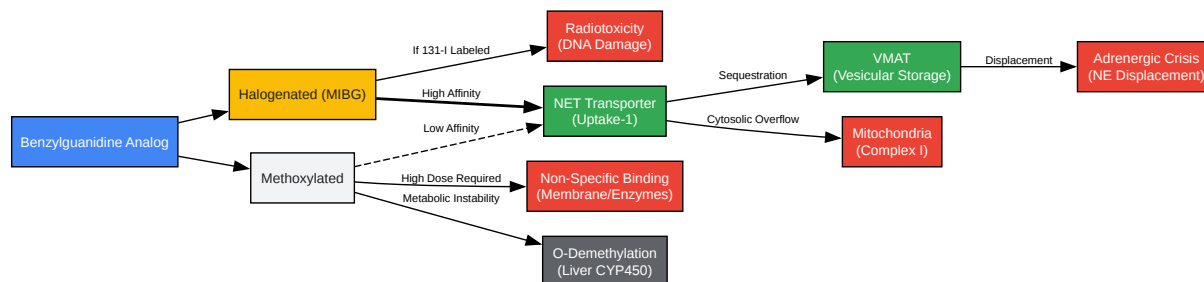 Radiotoxicity
(DNA Damage)
If 131-I Labeled
VMAT
(Vesicular Storage)
Displacement
Adrenergic Crisis
(NE Displacement)
Halogenated (MIBG)
High Affinity
NET Transporter
(Uptake-1)
Sequestration
Cytosolic Overflow
Mitochondria
(Complex I)
Benzylguanidine Analog
Low Affinity
Methoxylated
High Dose Required
Non-Specific Binding
(Membrane/Enzymes)
Metabolic Instability
O-Demethylation
(Liver CYP450)